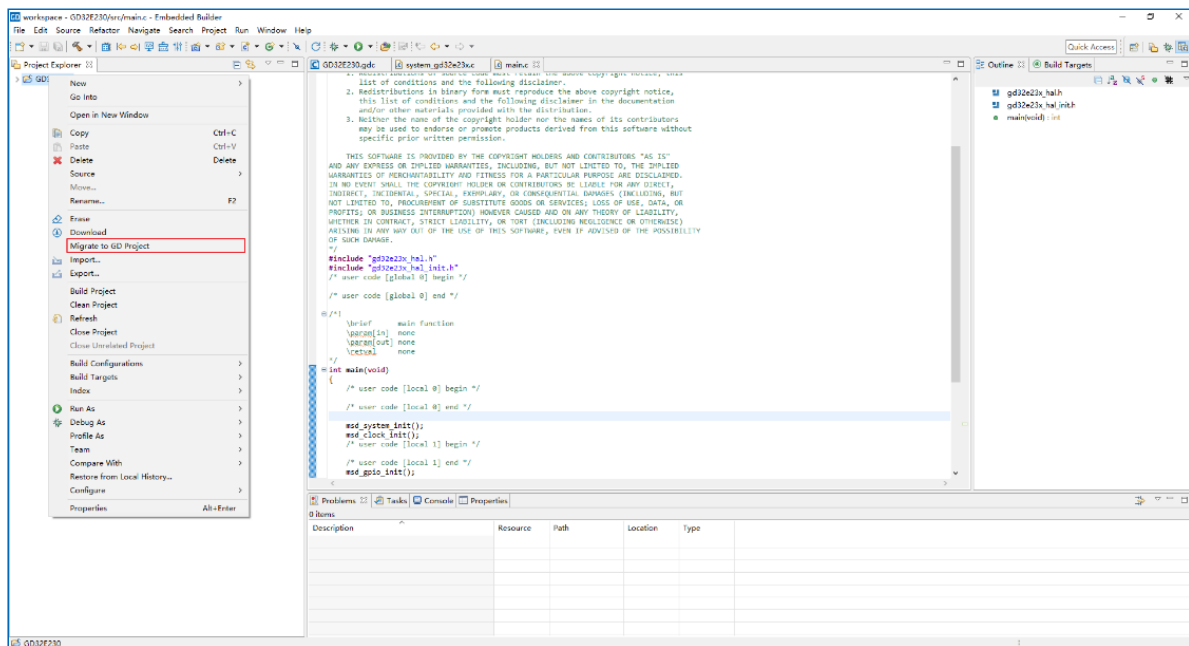 workspace - GD32E230/src/main.c - Embedded Builder
File Edit Source Refactor Navigate Search Project Run Window Help
Quick Access
Project Explorer
GD3
New
Go Into
Open in New Window
Copy Ctrl+C
Paste Ctrl+V
Delete Delete
Source
Move...
Rename... F2
Erase
Download
Migrate to GD Project
Import...
Export...
Build Project
Clean Project
Refresh
Close Project
Close Unrelated Project
Build Configurations
Build Targets
Index
Run As
Debug As
Profile As
Team
Compare With
Restore from Local History...
Configure
Properties Alt+Enter
GD32E230.gdc system_gd32e23x.c main.c
1. Redistributions of source code must retain the above copyright notice, this
list of conditions and the following disclaimer.
2. Redistributions in binary form must reproduce the above copyright notice,
this list of conditions and the following disclaimer in the documentation
and/or other materials provided with the distribution.
3. Neither the name of the copyright holder nor the names of its contributors
may be used to endorse or promote products derived from this software without
specific prior written permission.
THIS SOFTWARE IS PROVIDED BY THE COPYRIGHT HOLDERS AND CONTRIBUTORS "AS IS"
AND ANY EXPRESS OR IMPLIED WARRANTIES, INCLUDING, BUT NOT LIMITED TO, THE IMPLIED
WARRANTIES OF MERCHANTABILITY AND FITNESS FOR A PARTICULAR PURPOSE ARE DISCLAIMED.
IN NO EVENT SHALL THE COPYRIGHT HOLDER OR CONTRIBUTORS BE LIABLE FOR ANY DIRECT,
INDIRECT, INCIDENTAL, SPECIAL, EXEMPLARY, OR CONSEQUENTIAL DAMAGES (INCLUDING, BUT
NOT LIMITED TO, PROCUREMENT OF SUBSTITUTE GOODS OR SERVICES; LOSS OF USE, DATA, OR
PROFITS; OR BUSINESS INTERRUPTION) HOWEVER CAUSED AND ON ANY THEORY OF LIABILITY,
WHETHER IN CONTRACT, STRICT LIABILITY, OR TORT (INCLUDING NEGLIGENCE OR OTHERWISE)
ARISING IN ANY WAY OUT OF THE USE OF THIS SOFTWARE, EVEN IF ADVISED OF THE POSSIBILITY
OF SUCH DAMAGE.
*/
#include "gd32e23x_hal.h"
#include "gd32e23x_hal_init.h"
/* user code [global 0] begin */
/* user code [global 0] end */
/*!
\brief main function
\param[in] none
\param[out] none
\retval none
*/
int main(void)
{
/* user code [local 0] begin */
/* user code [local 0] end */
msd_system_init();
msd_clock_init();
/* user code [local 1] begin */
/* user code [local 1] end */
msd_gpio_init();
Outline Build Targets
gd32e23x_hal.h
gd32e23x_hal_init.h
main(void) : int
Problems Tasks Console Properties
0 items
Description Resource Path Location Type
GD32E230